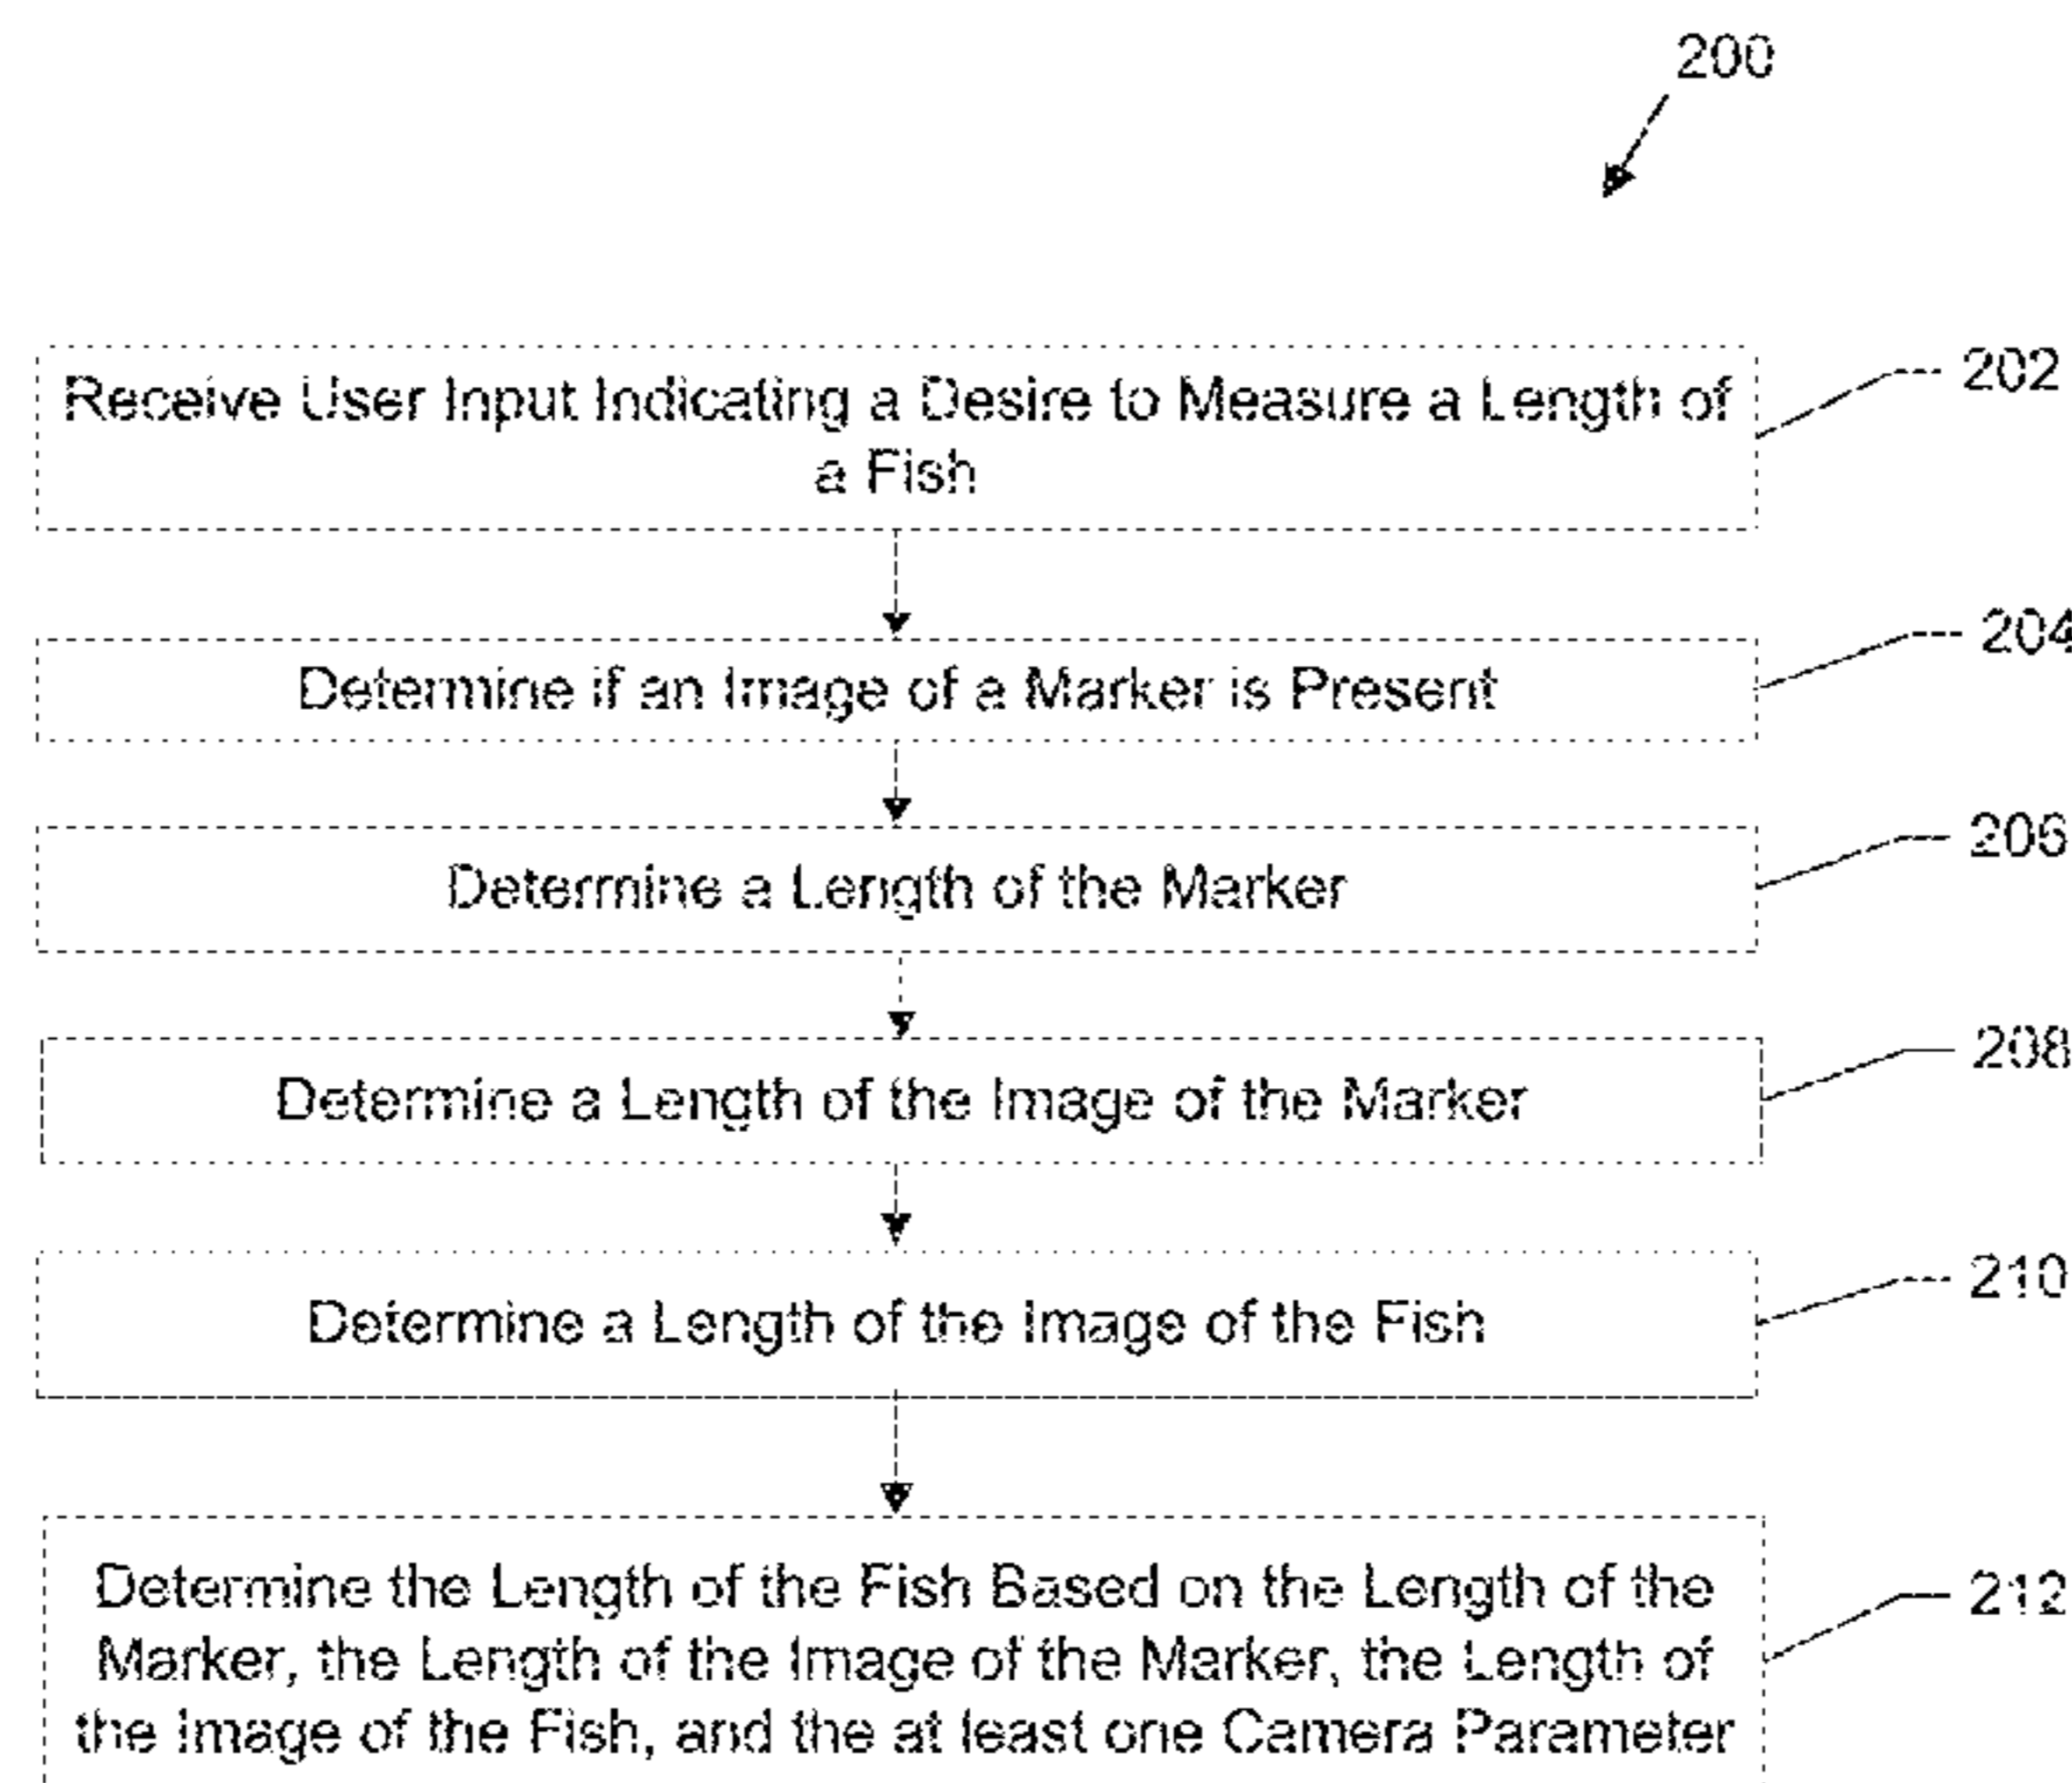 200
Receive User Input Indicating a Desire to Measure a Length of
a Fish
202
Determine if an Image of a Marker is Present
204
Determine a Length of the Marker
206
Determine a Length of the Image of the Marker
208
Determine a Length of the Image of the Fish
210
Determine the Length of the Fish Based on the Length of the
Marker, the Length of the Image of the Marker, the Length of
the Image of the Fish, and the at least one Camera Parameter
212